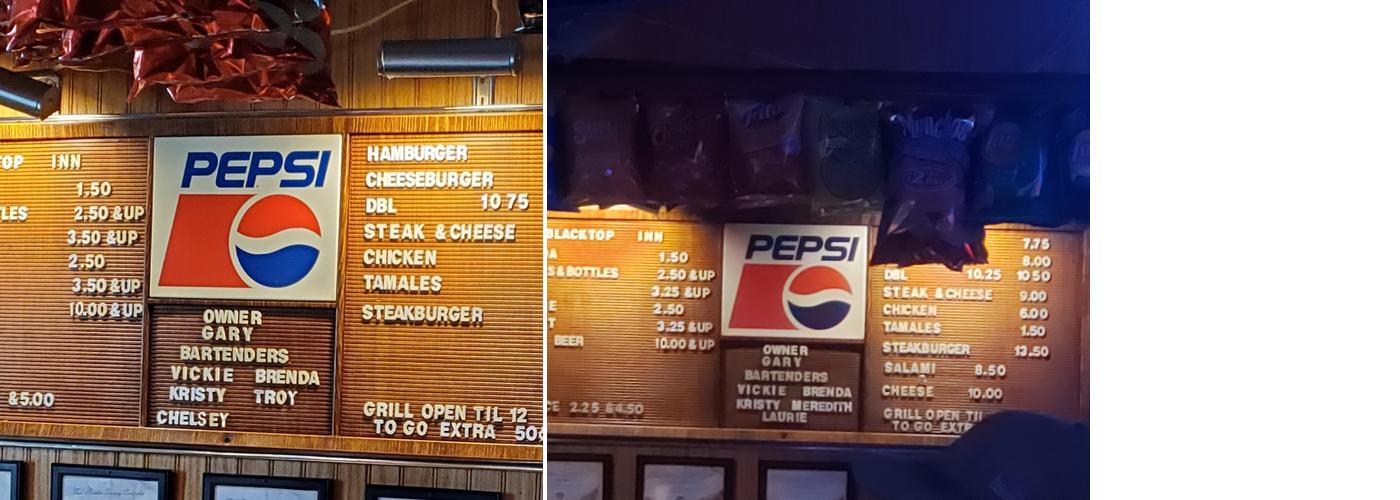 TOP INN
1.50
LES 2.50 &UP
3.50 &UP
2.50
3.50 &UP
10.00 &UP
&5.00
PEPSI
OWNER
GARY
BARTENDERS
VICKIE BRENDA
KRISTY TROY
CHELSEY
HAMBURGER
CHEESEBURGER
DBL 10 75
STEAK & CHEESE
CHICKEN
TAMALES
STEAKBURGER
GRILL OPEN TIL 12
TO GO EXTRA 50¢
Sun
Fritos
Munchos
BLACKTOP INN
A 1.50
S & BOTTLES 2.50 &UP
3.25 &UP
E 2.50
T 3.25 &UP
BEER 10.00 &UP
CE 2.25 &4.50
PEPSI
OWNER
GARY
BARTENDERS
VICKIE BRENDA
KRISTY MEREDITH
LAURIE
7.75
8.00
DBL 10.25 10 50
STEAK & CHEESE 9.00
CHICKEN 6.00
TAMALES 1.50
STEAKBURGER 13.50
SALAMI 8.50
CHEESE 10.00
GRILL OPEN TIL
TO GO EXTRA